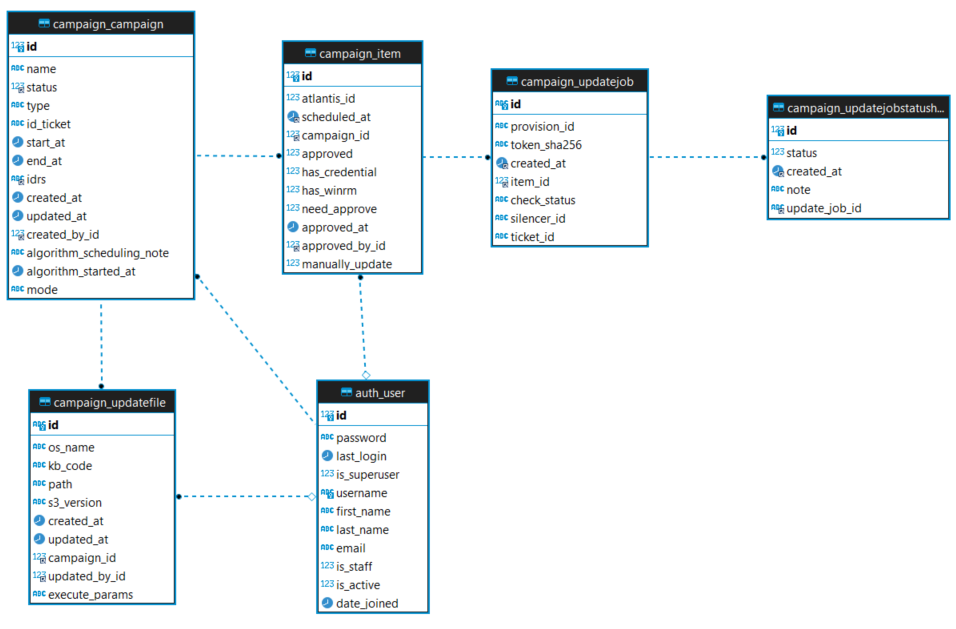 campaign_campaign
id
name
status
type
id_ticket
start_at
end_at
idrs
created_at
updated_at
created_by_id
algorithm_scheduling_note
algorithm_started_at
mode
campaign_item
id
atlantis_id
scheduled_at
campaign_id
approved
has_credential
has_winrm
need_approve
approved_at
approved_by_id
manually_update
campaign_updatejob
id
provision_id
token_sha256
created_at
item_id
check_status
silencer_id
ticket_id
campaign_updatejobstatush...
id
status
created_at
note
update_job_id
campaign_updatefile
id
os_name
kb_code
path
s3_version
created_at
updated_at
campaign_id
updated_by_id
execute_params
auth_user
id
password
last_login
is_superuser
username
first_name
last_name
email
is_staff
is_active
date_joined